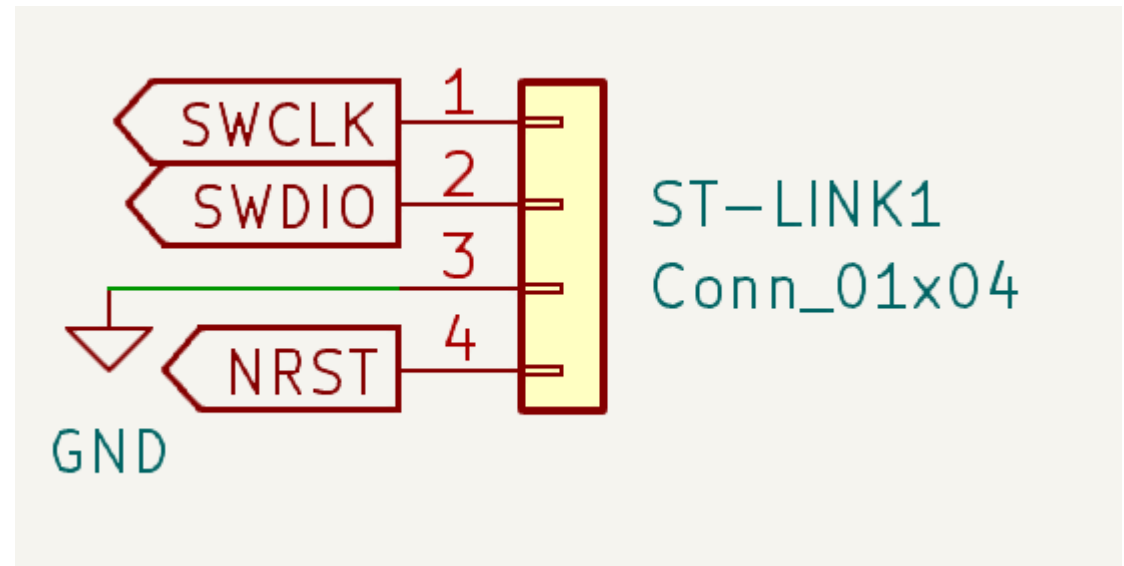 SWCLK 1
SWDIO 2
3
NRST 4
GND
ST-LINK1
Conn_01x04